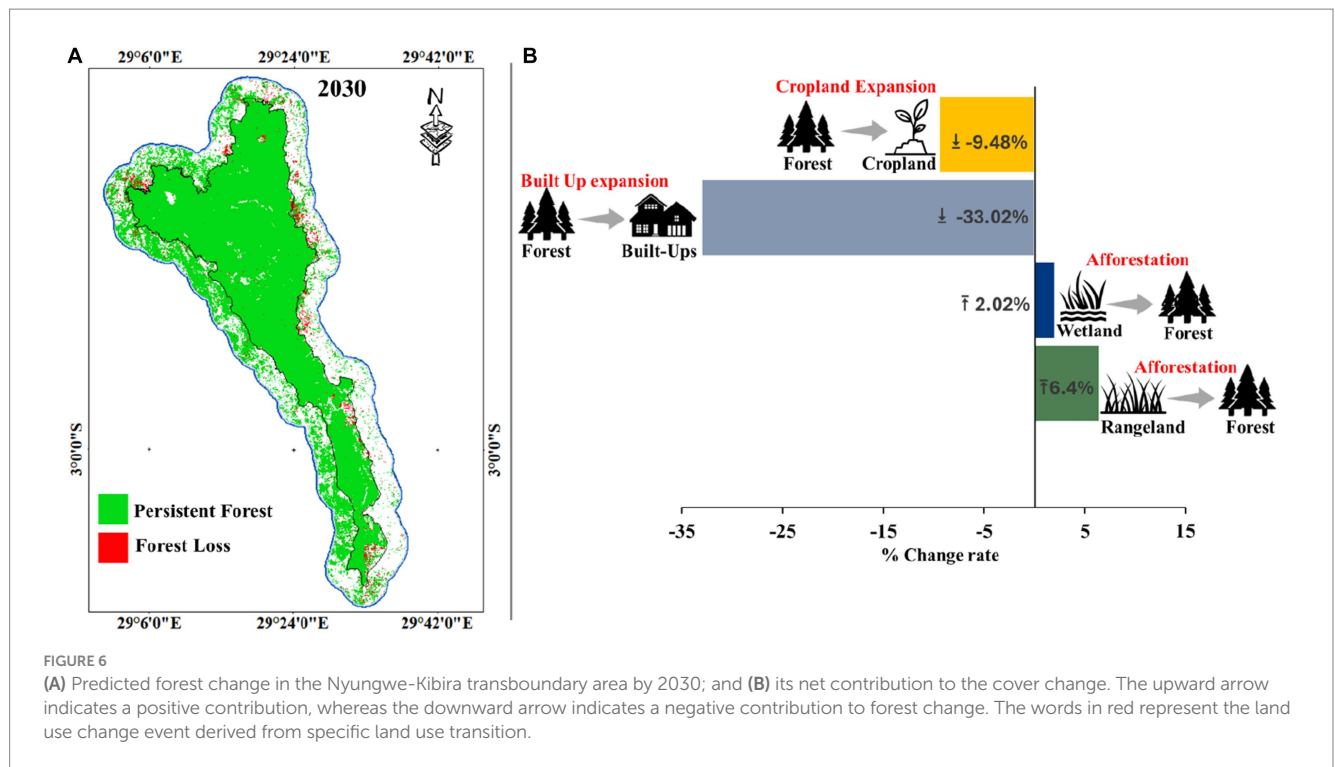 A
29°6'0"E 29°24'0"E 29°42'0"E
2030
N
3°0'0"S
3°0'0"S
Persistent Forest
Forest Loss
29°6'0"E 29°24'0"E 29°42'0"E
B
Cropland Expansion
Forest Cropland
-9.48%
Built Up expansion
Forest Built-Ups
-33.02%
Afforestation
2.02%
Wetland Forest
Afforestation
6.4%
Rangeland Forest
-35 -25 -15 -5 5 15
% Change rate
FIGURE 6
(A) Predicted forest change in the Nyungwe-Kibira transboundary area by 2030; and (B) its net contribution to the cover change. The upward arrow
indicates a positive contribution, whereas the downward arrow indicates a negative contribution to forest change. The words in red represent the land
use change event derived from specific land use transition.